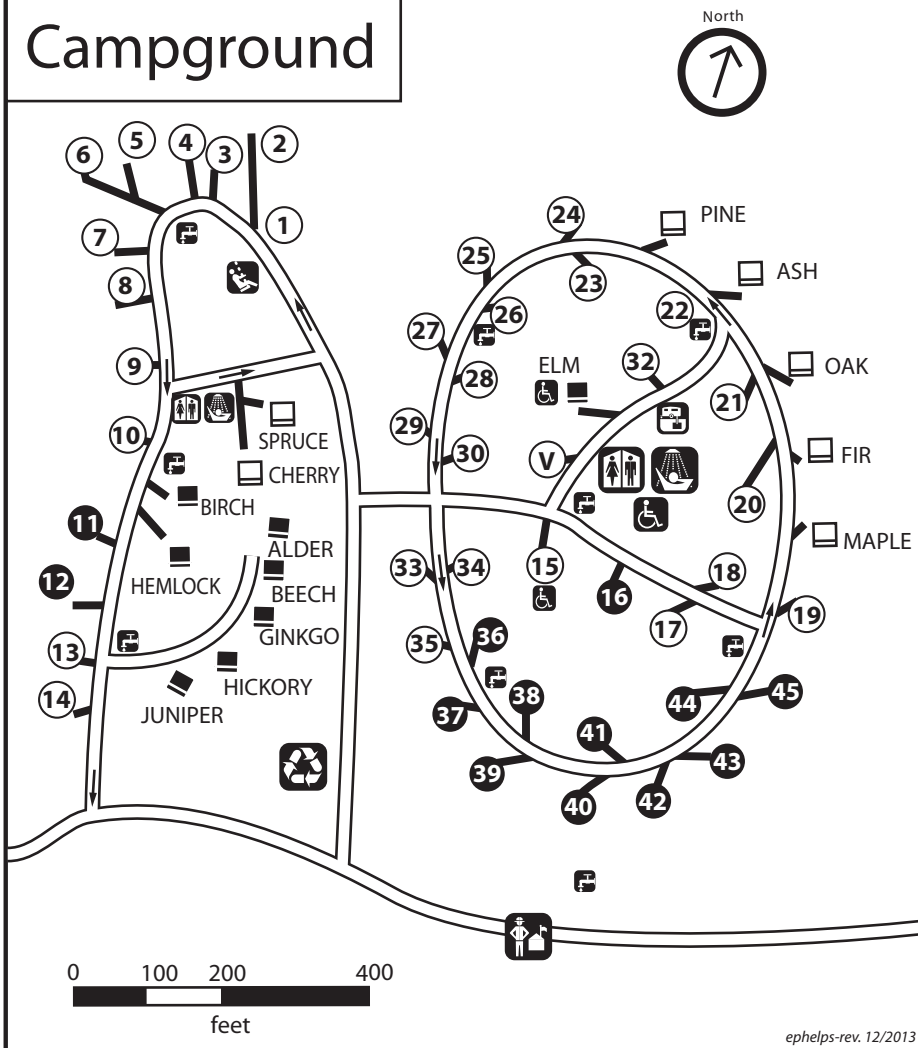 Campground
North
2
5
4
3
6
1
7
8
9
10
11
12
13
14
SPRUCE
CHERRY
BIRCH
ALDER
HEMLOCK
BEECH
GINKGO
HICKORY
JUNIPER
24
PINE
25
23
ASH
26
22
27
32
ELM
OAK
28
21
29
30
V
FIR
20
MAPLE
33
34
15
18
16
19
17
35
36
38
44
45
37
41
43
39
42
40
0 100 200 400
feet
ephelps-rev. 12/2013